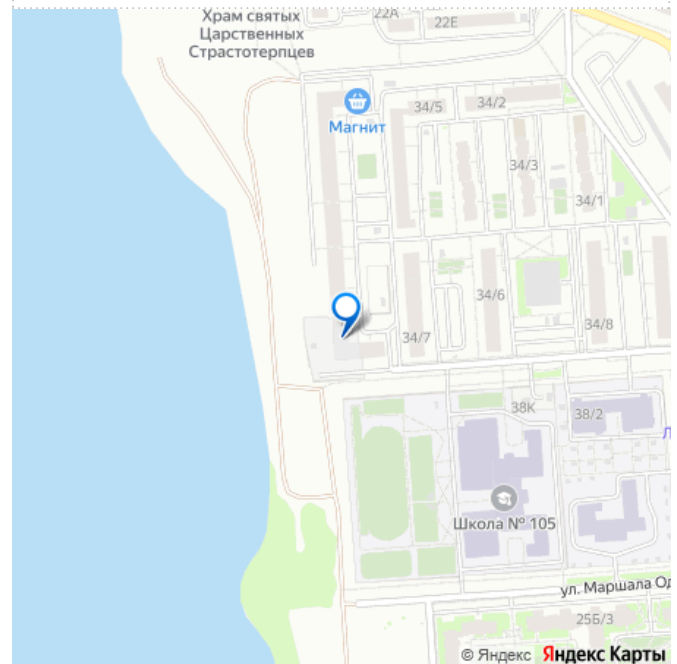 Храм святых
Царственных
Страстотерпцев
22А
22Е
Магнит
34/5
34/2
34/3
34/1
34/6
34/7
34/8
38К
38/2
Л
Школа № 105
ул. Маршала Од
25Б/3
© Яндекс Яндекс Карты